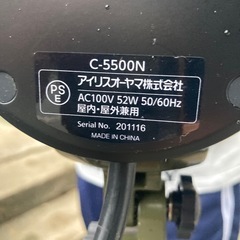 C-5500N
PSE
アイリスオーヤマ株式会社
AC100V 52W 50/60Hz
屋内・屋外兼用
Serial No. 201116
MADE IN CHINA